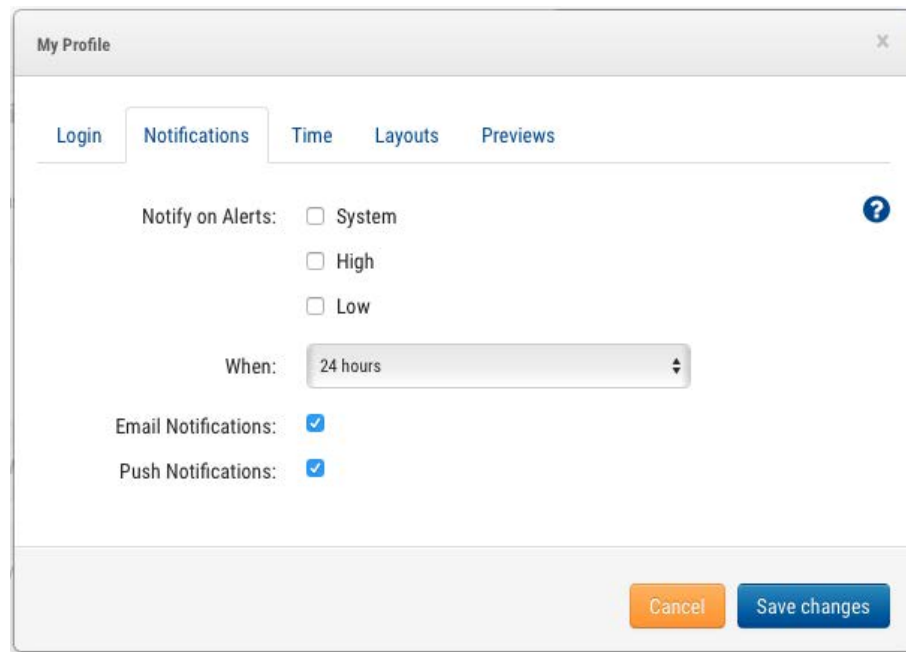 My Profile ×
Login Notifications Time Layouts Previews
Notify on Alerts: System ?
High
Low
When: 24 hours
Email Notifications:
Push Notifications:
Cancel Save changes